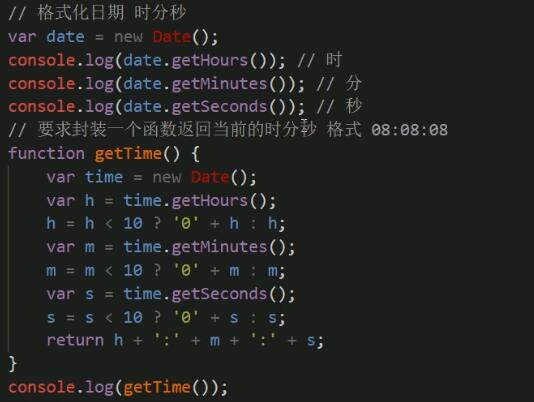 // 格式化日期 时分秒
var date = new Date();
console.log(date.getHours()); // 时
console.log(date.getMinutes()); // 分
console.log(date.getSeconds()); // 秒
// 要求封装一个函数返回当前的时分秒 格式 08:08:08
function getTime() {
    var time = new Date();
    var h = time.getHours();
    h = h < 10 ? '0' + h : h;
    var m = time.getMinutes();
    m = m < 10 ? '0' + m : m;
    var s = time.getSeconds();
    s = s < 10 ? '0' + s : s;
    return h + ':' + m + ':' + s;
}
console.log(getTime());